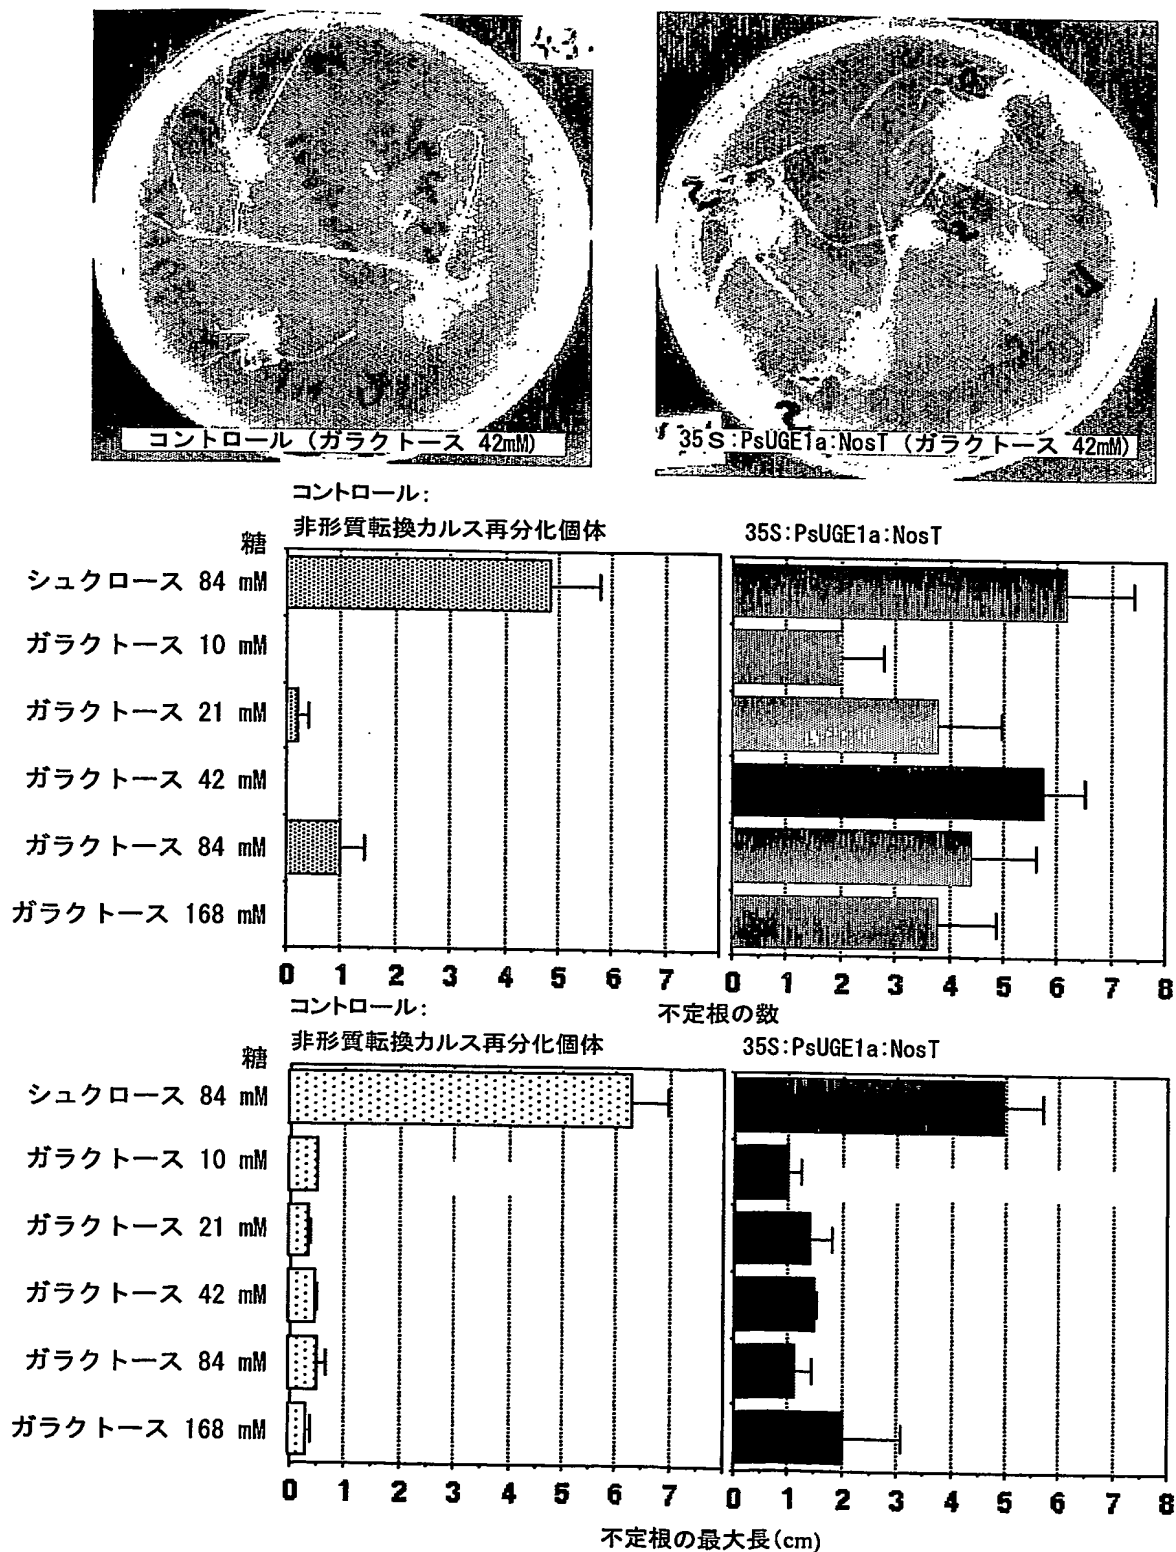 4.3.
コントロール (ガラクトース 42mM)
35S:PsUGE1a:NosT (ガラクトース 42mM)
コントロール:
非形質転換カルス再分化個体
35S:PsUGE1a:NosT
糖
シュクロース 84 mM
ガラクトース 10 mM
ガラクトース 21 mM
ガラクトース 42 mM
ガラクトース 84 mM
ガラクトース 168 mM
0 1 2 3 4 5 6 7
0 1 2 3 4 5 6 7 8
不定根の数
コントロール:
非形質転換カルス再分化個体
35S:PsUGE1a:NosT
糖
シュクロース 84 mM
ガラクトース 10 mM
ガラクトース 21 mM
ガラクトース 42 mM
ガラクトース 84 mM
ガラクトース 168 mM
0 1 2 3 4 5 6 7
0 1 2 3 4 5 6 7 8
不定根の最大長(cm)